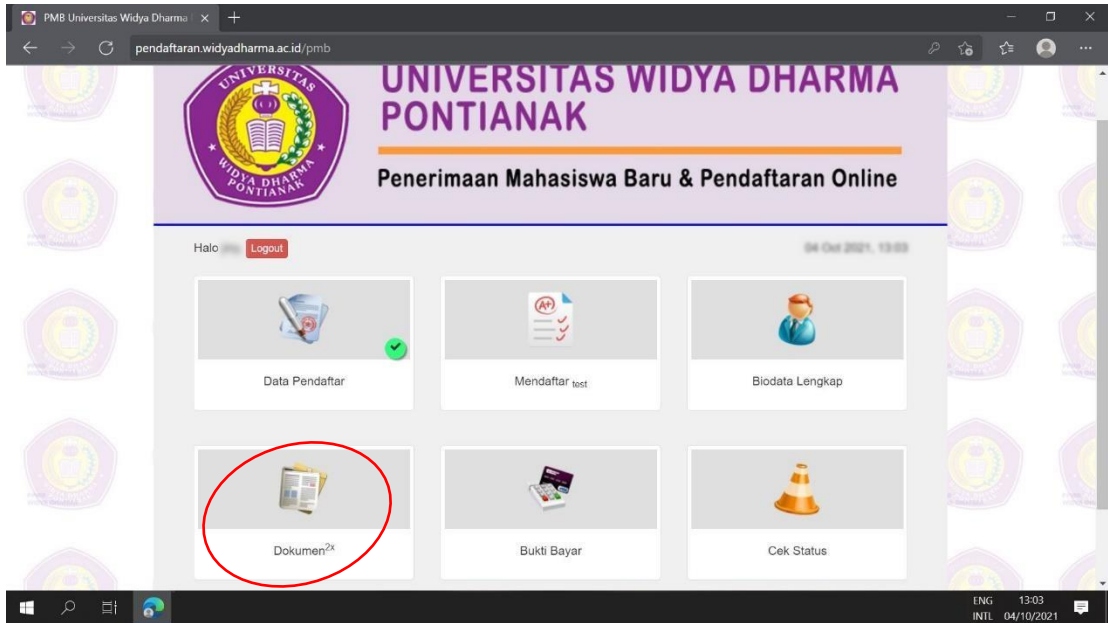 PMB Universitas Widya Dharma
pendaftaran.widyadharma.ac.id/pmb
UNIVERSITAS WIDYA DHARMA
PONTIANAK
Penerimaan Mahasiswa Baru & Pendaftaran Online
UNIVERSITAS
WIDYA DHARMA
PONTIANAK
Halo Logout
04 Oct 2021, 13:03
A+
Data Pendaftar
Mendaftar test
Biodata Lengkap
Dokumen2x
Bukti Bayar
Cek Status
ENG 13:03
INTL 04/10/2021